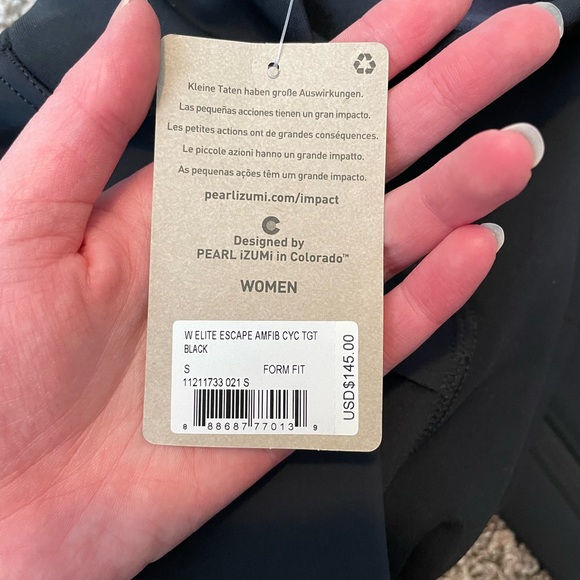 Kleine Taten haben große Auswirkungen.
Las pequeñas acciones tienen un gran impacto.
Les petites actions ont de grandes conséquences.
Le piccole azioni hanno un grande impatto.
As pequenas ações têm um grande impacto.
pearlizumi.com/impact
Designed by
PEARL iZUMi in Colorado™
WOMEN
W ELITE ESCAPE AMFIB CYC TGT
BLACK
S FORM FIT
11211733 021 S
8 88687 77013 9
USD$145.00